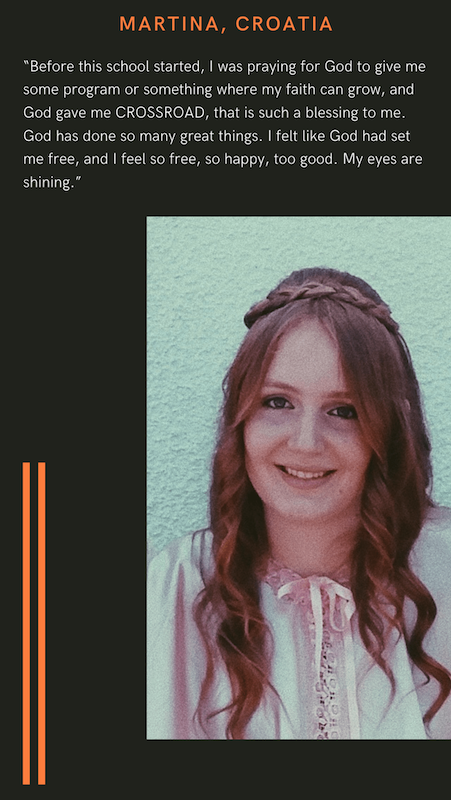 MARTINA, CROATIA
“Before this school started, I was praying for God to give me
some program or something where my faith can grow, and
God gave me CROSSROAD, that is such a blessing to me.
God has done so many great things. I felt like God had set
me free, and I feel so free, so happy, too good. My eyes are
shining.”